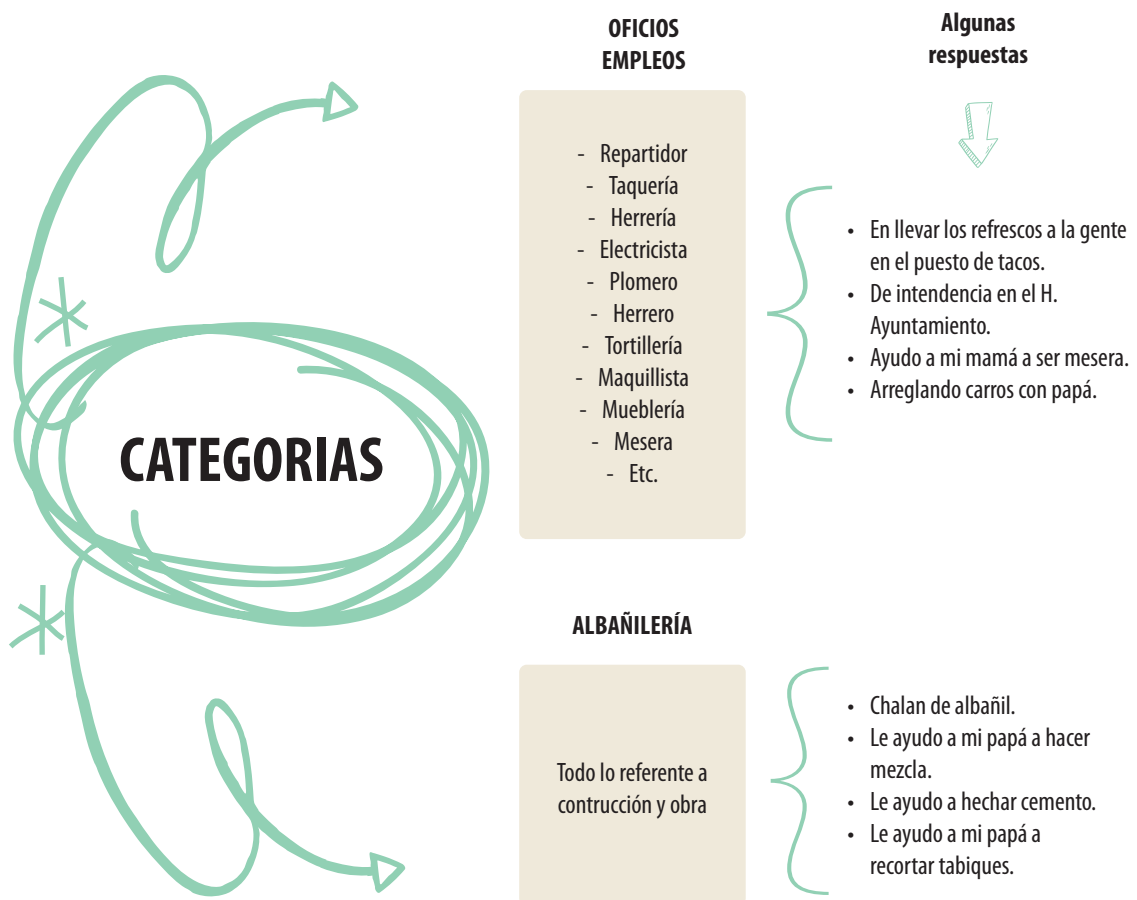 CATEGORIAS
OFICIOS
EMPLEOS
- Repartidor
- Taquería
- Herrería
- Electricista
- Plomero
- Herrero
- Tortillería
- Maquillista
- Mueblería
- Mesera
- Etc.
Algunas
respuestas
• En llevar los refrescos a la gente
en el puesto de tacos.
• De intendencia en el H.
Ayuntamiento.
• Ayudo a mi mamá a ser mesera.
• Arreglando carros con papá.
ALBAÑILERÍA
Todo lo referente a
contrucción y obra
• Chalan de albañil.
• Le ayudo a mi papá a hacer
mezcla.
• Le ayudo a hechar cemento.
• Le ayudo a mi papá a
recortar tabiques.